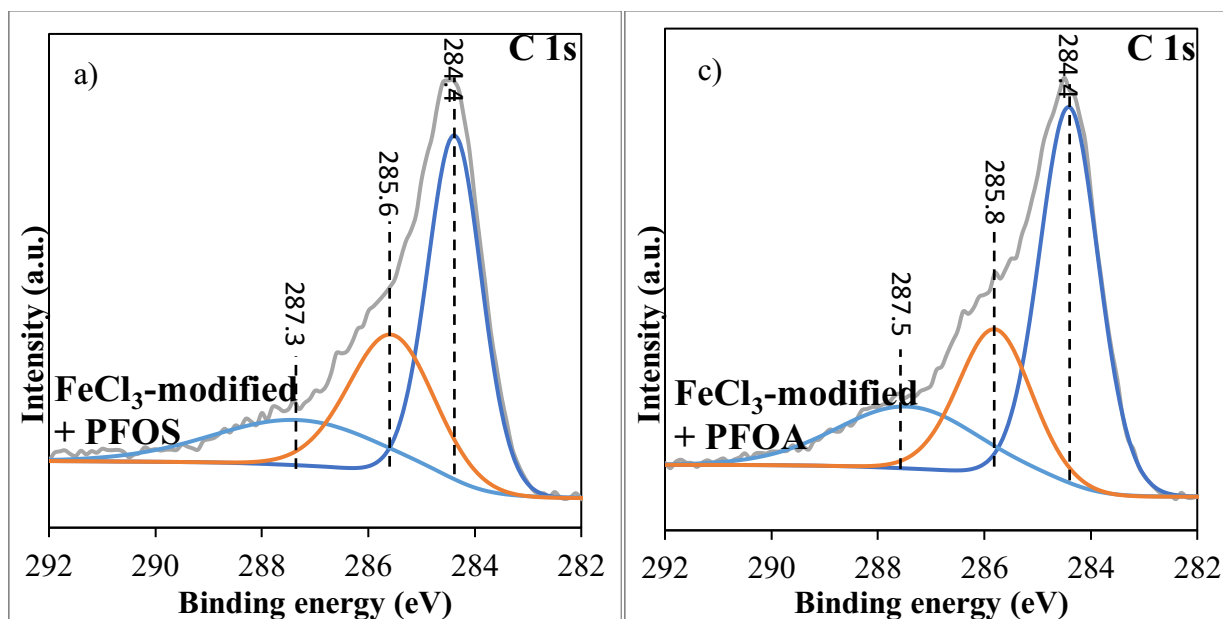 a)
C 1s
284.4
285.6
287.3
FeCl₃-modified
+ PFOS
Intensity (a.u.)
292 290 288 286 284 282
Binding energy (eV)
c)
C 1s
284.4
285.8
287.5
FeCl₃-modified
+ PFOA
Intensity (a.u.)
292 290 288 286 284 282
Binding energy (eV)